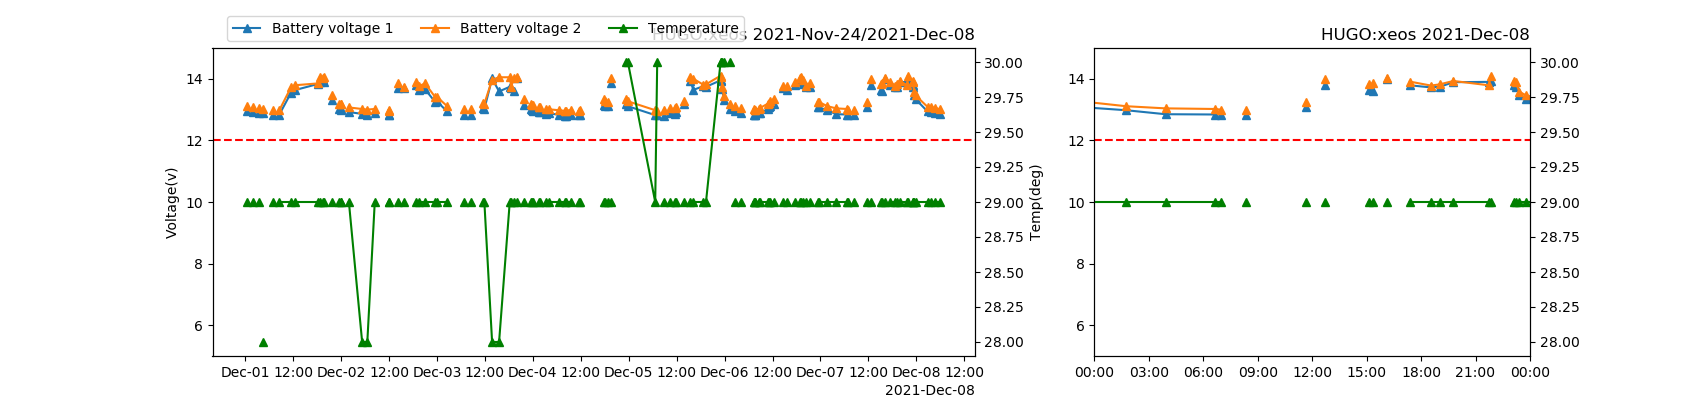 Battery voltage 1 Battery voltage 2 Temperature
HUGO:xeos 2021-Nov-24/2021-Dec-08
HUGO:xeos 2021-Dec-08
14 12 10 8 6
Voltage(v)
30.00 29.75 29.50 29.25 29.00 28.75 28.50 28.25 28.00
Temp(deg)
Dec-01 12:00 Dec-02 12:00 Dec-03 12:00 Dec-04 12:00 Dec-05 12:00 Dec-06 12:00 Dec-07 12:00 Dec-08 12:00
2021-Dec-08
14 12 10 8 6
30.00 29.75 29.50 29.25 29.00 28.75 28.50 28.25 28.00
00:00 03:00 06:00 09:00 12:00 15:00 18:00 21:00 00:00